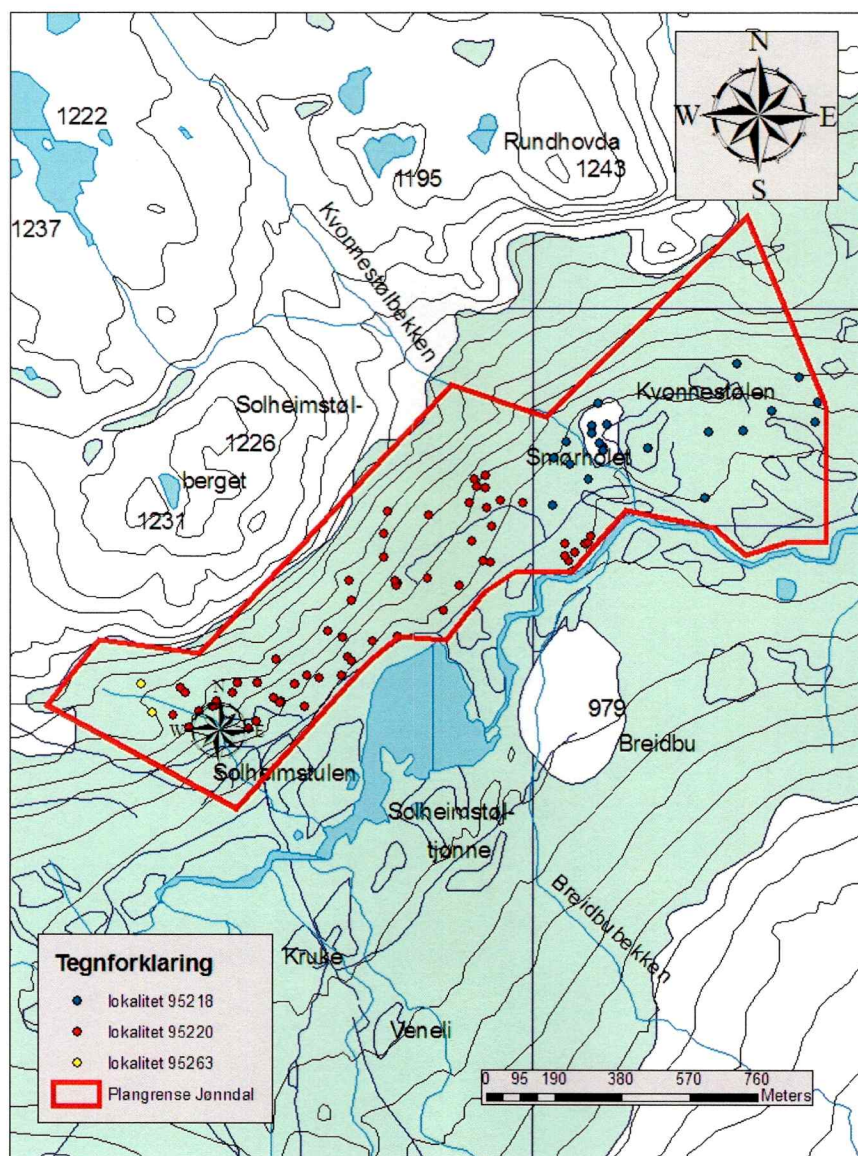 N
W E
S
1222
Rundhovda
1243
1195
1237
Kvonnestølbekken
Solheimstøl-
1226
berget
1231
Kvonnestølen
Smørholet
N
W E
Solheimstulen
979
Breidbu
Solheimstøl-
tjønne
Breidbubekken
Kruke
Veneli
Tegnforklaring
lokalitet 95218
lokalitet 95220
lokalitet 95263
Plangrense Jønndal
0 95 190 380 570 760
Meters